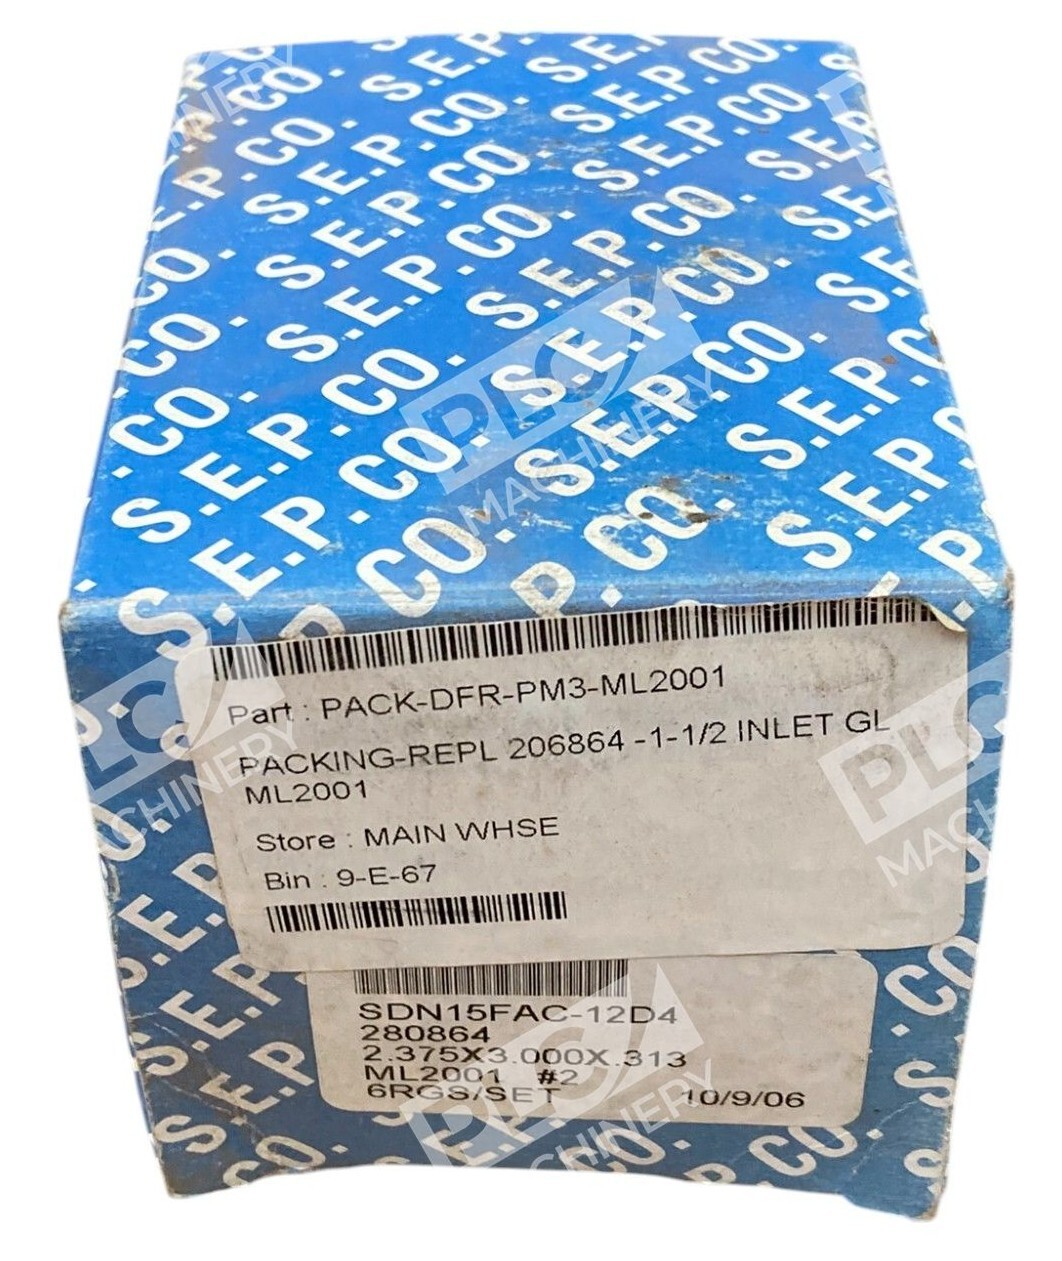 S.E.P.CO.
Part : PACK-DFR-PM3-ML2001
PACKING-REPL 206864 -1-1/2 INLET GL
ML2001
Store : MAIN WHSE
Bin : 9-E-67
SDN15FAC-12D4
280864
2.375X3.000X.313
ML2001 #2
6RGS/SET 10/9/06
PLC MACHINERY